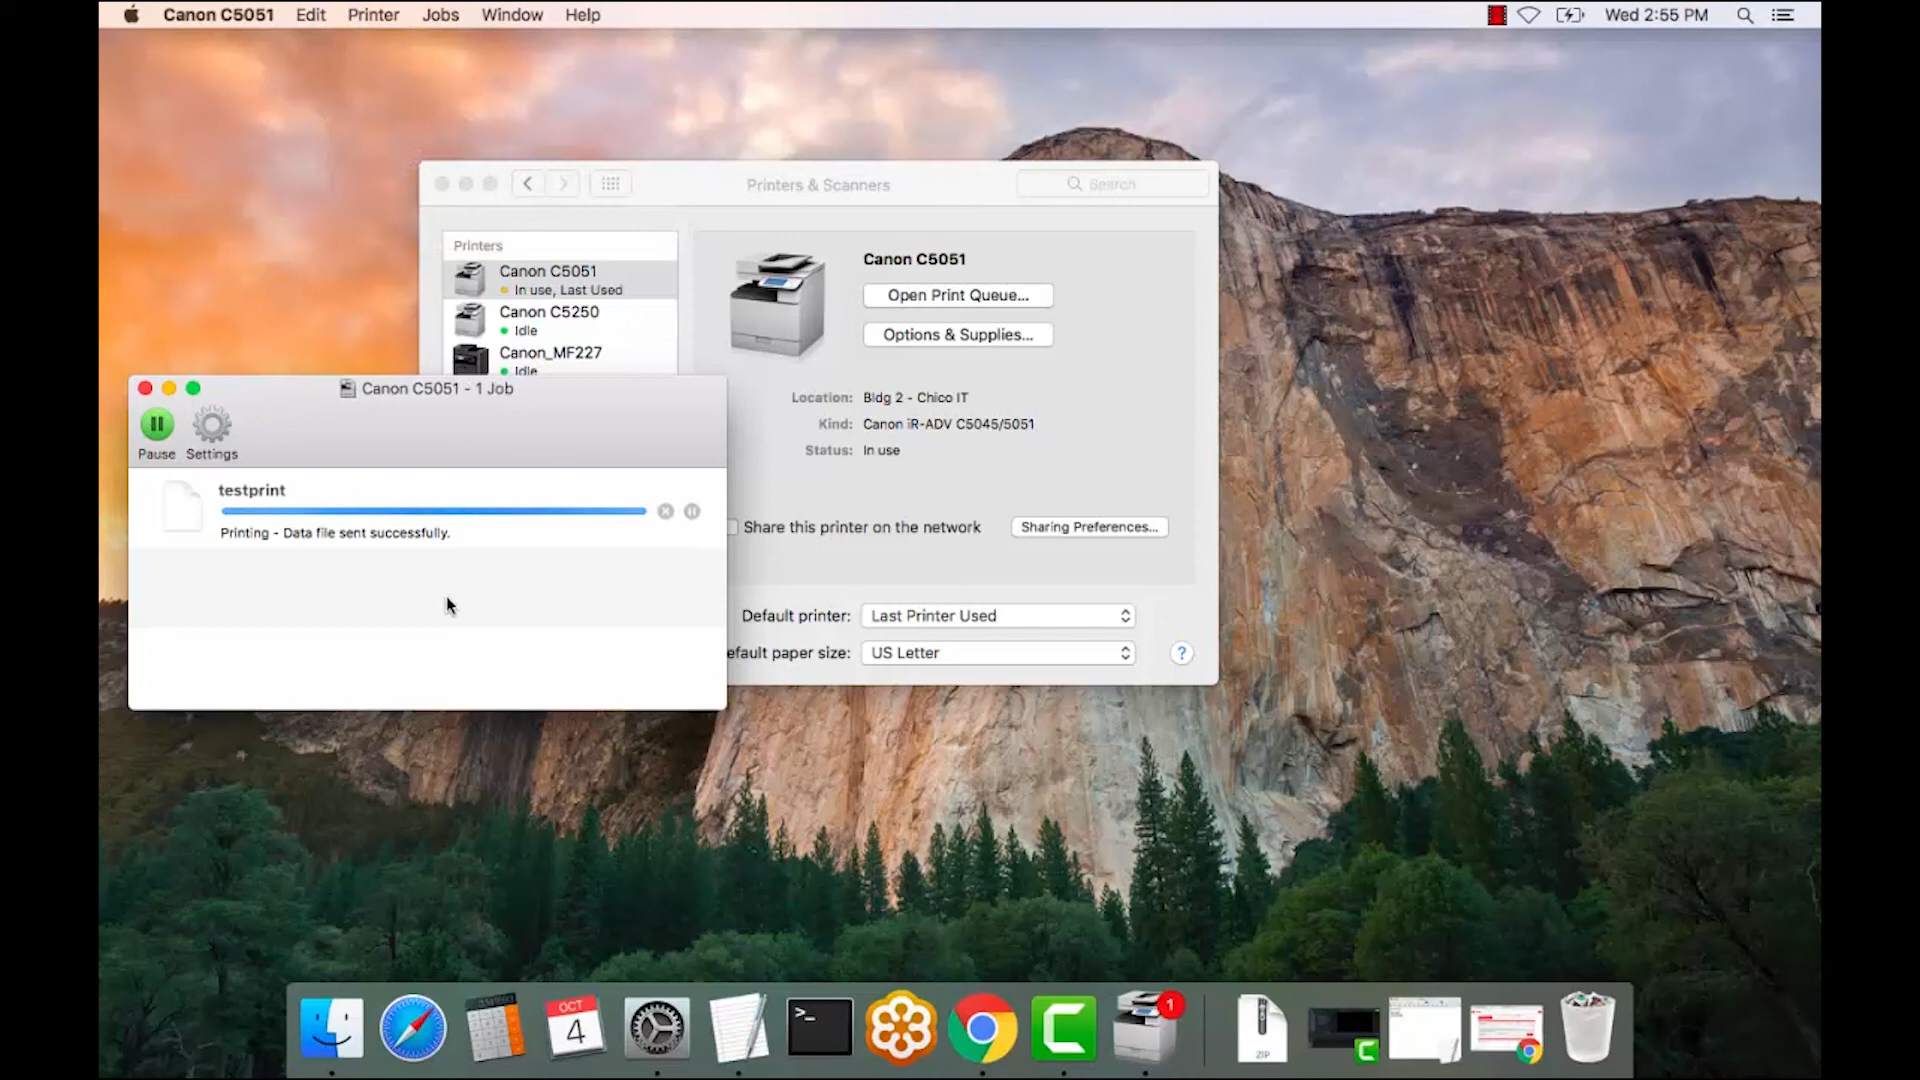 Canon C5051 Edit Printer Jobs Window Help Wed 2:55 PM
Printers & Scanners
Search
Printers
Canon C5051
In use, Last Used
Canon C5250
Idle
Canon_MF227
Idle
Canon C5051
Open Print Queue...
Options & Supplies...
Location: Bldg 2 - Chico IT
Kind: Canon iR-ADV C5045/5051
Status: In use
Share this printer on the network
Sharing Preferences...
Default printer: Last Printer Used
efault paper size: US Letter
?
Canon C5051 - 1 Job
Pause Settings
testprint
Printing - Data file sent successfully.
OCT
4
>_
1
ZIP